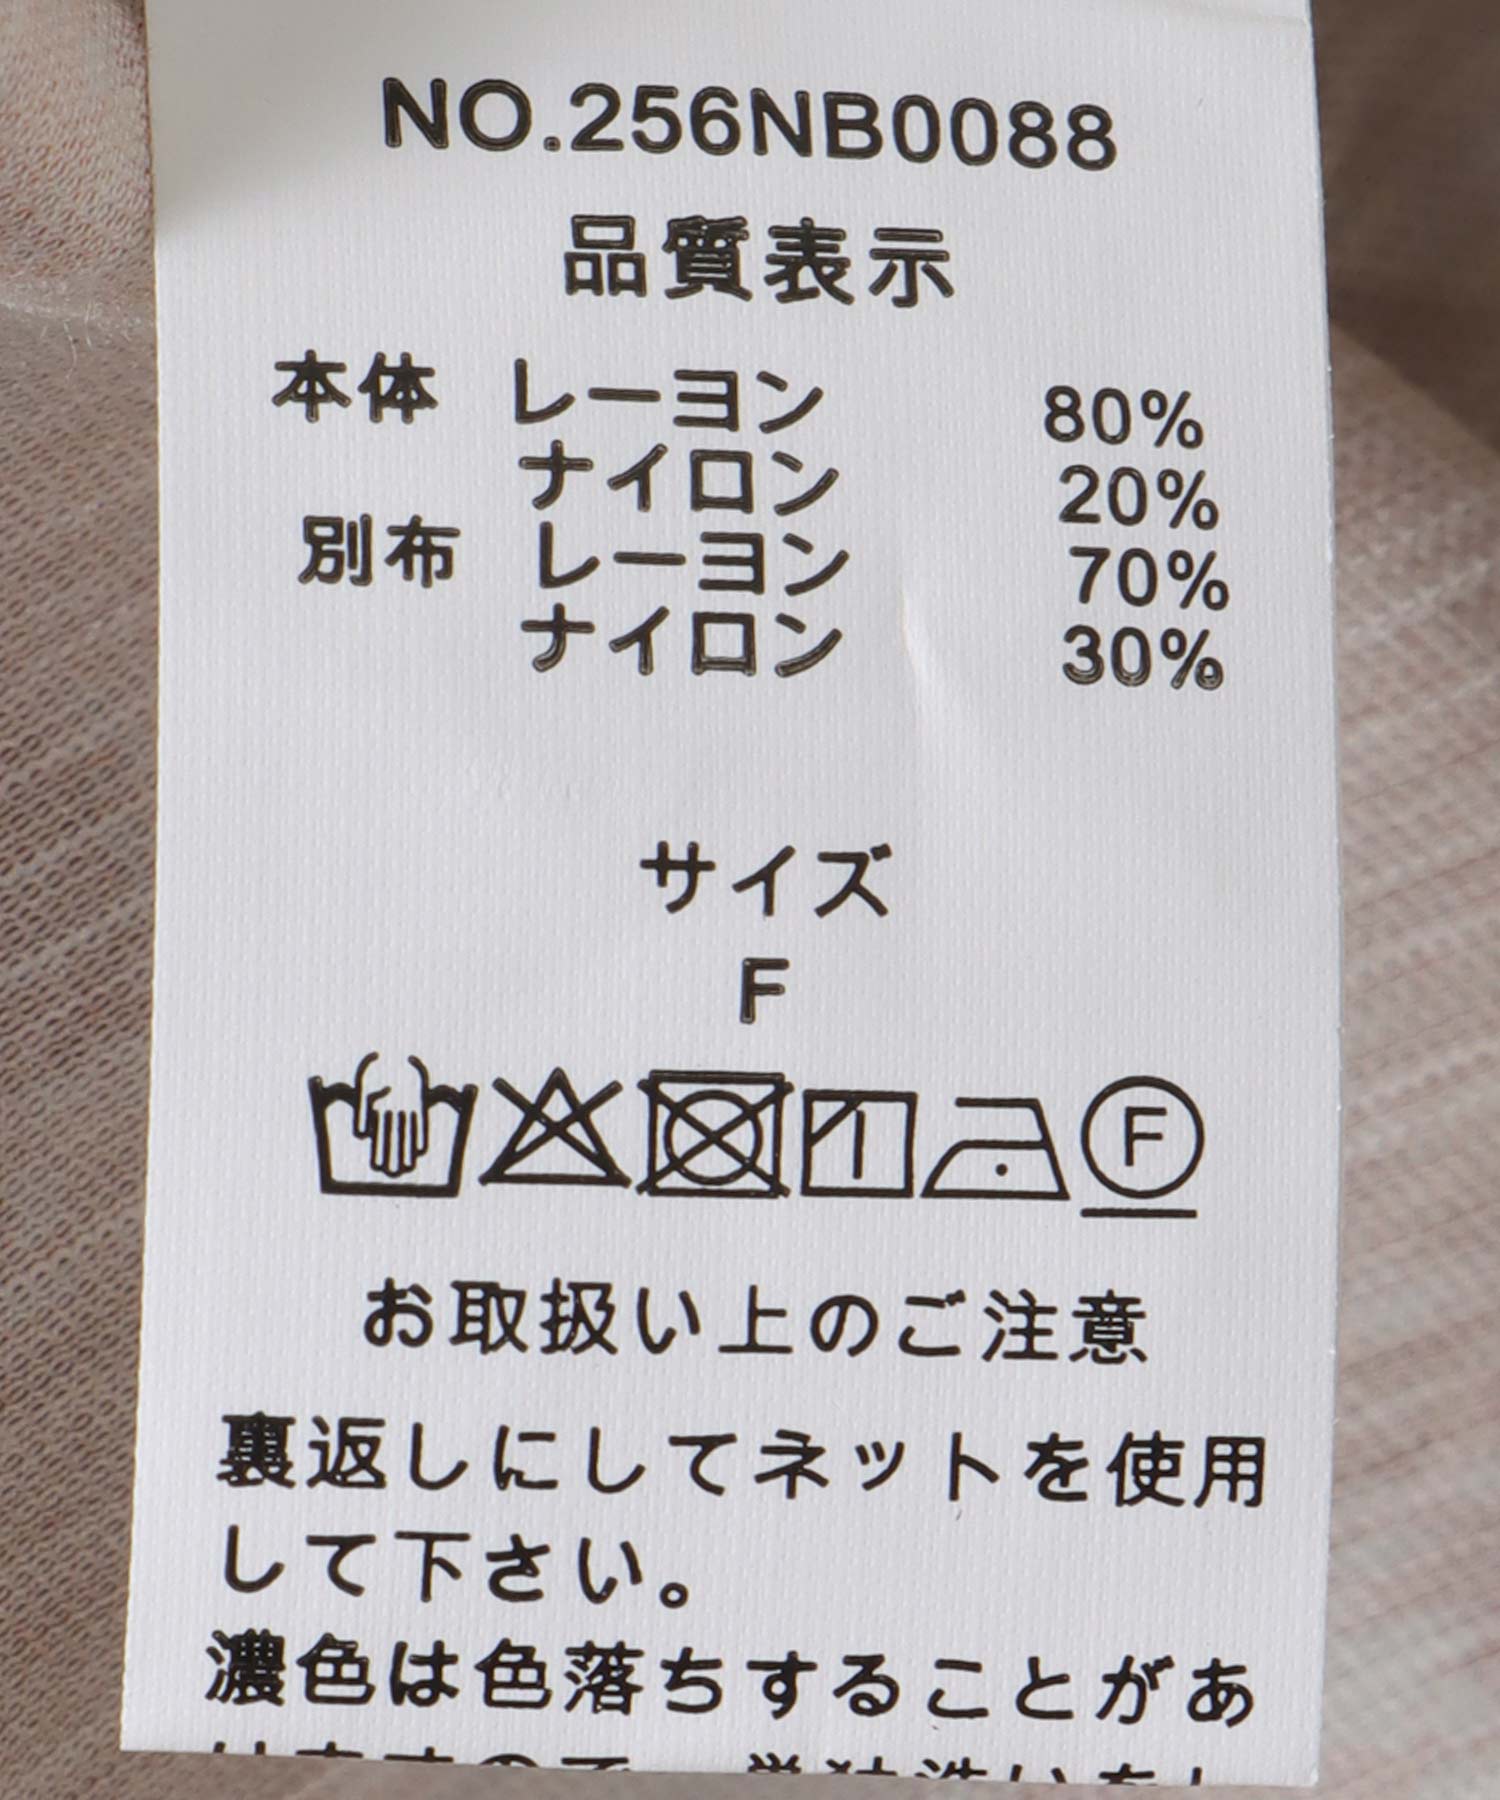 NO.256NB0088
品質表示
本体 レーヨン 80%
ナイロン 20%
別布 レーヨン 70%
ナイロン 30%
サイズ
F
F
お取扱い上のご注意
裏返しにしてネットを使用
して下さい。
濃色は色落ちすることがあ